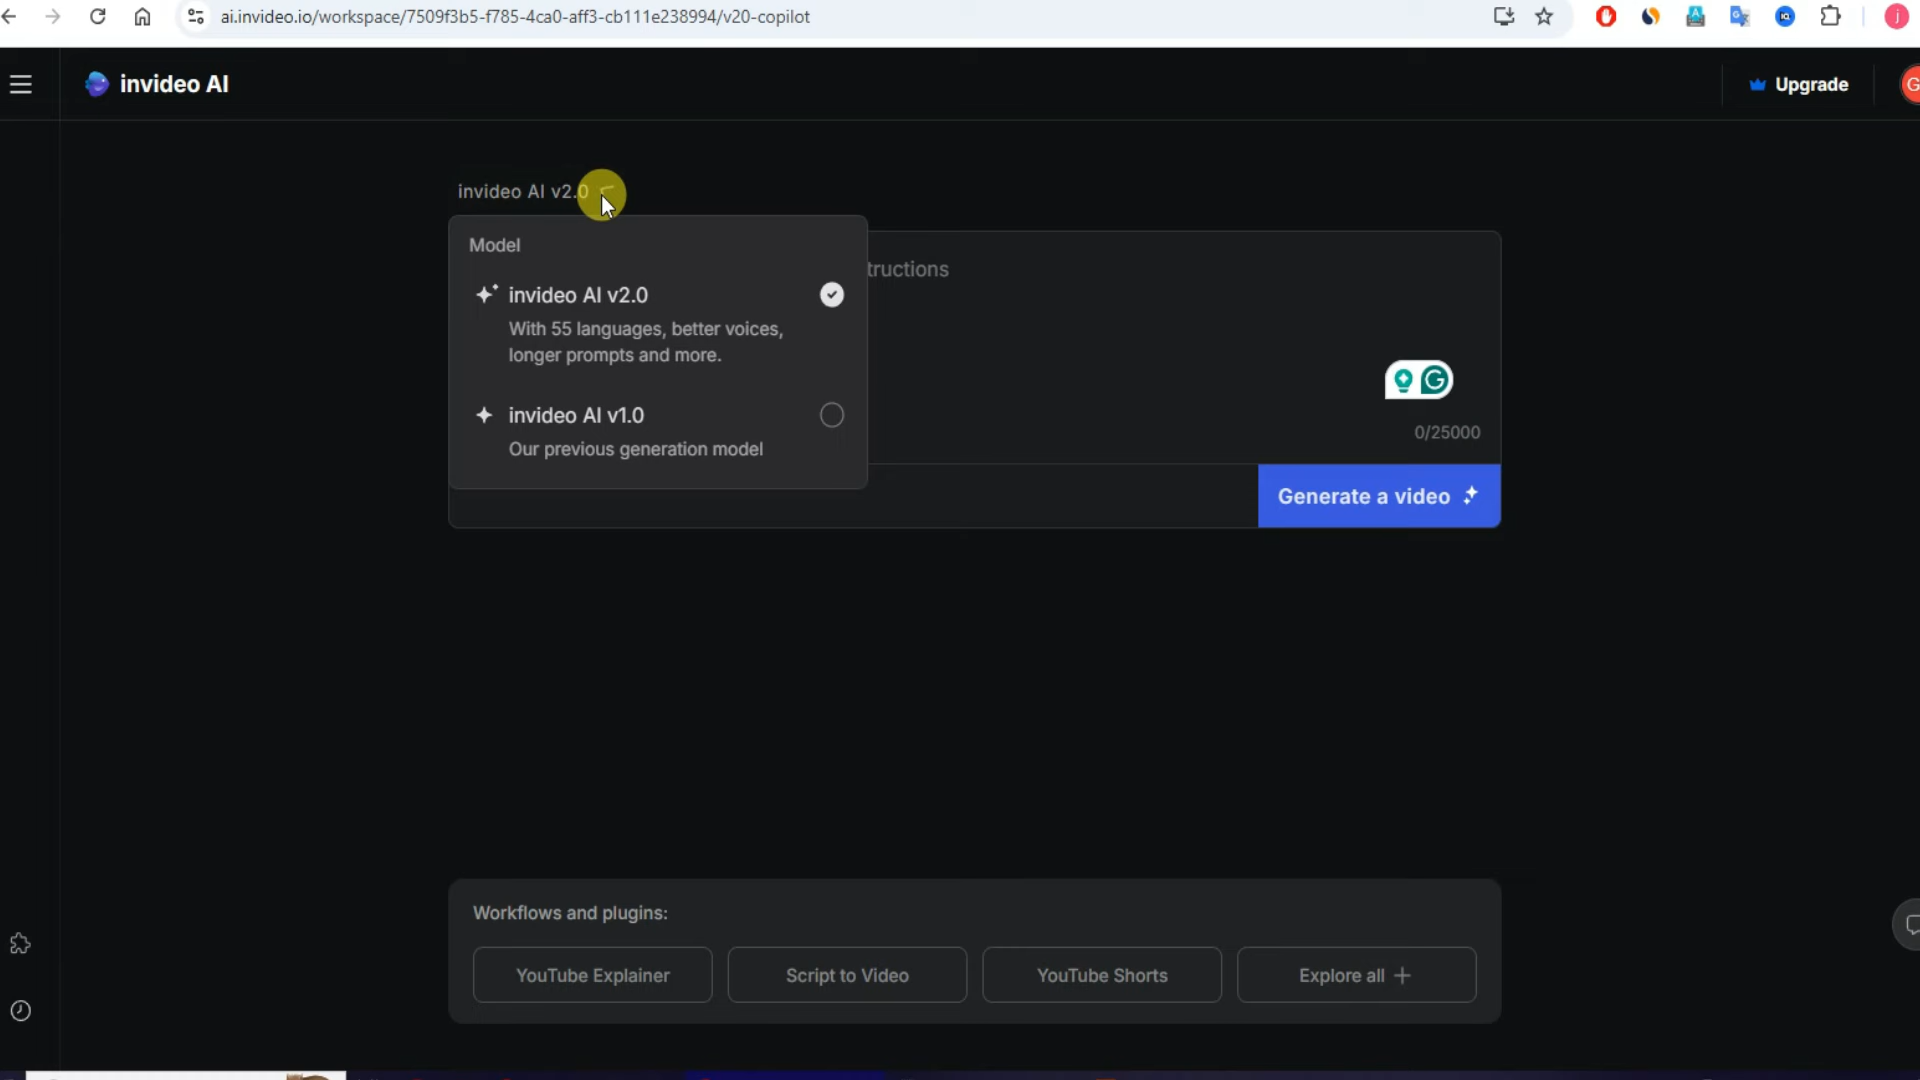 ai.invideo.io/workspace/7509f3b5-f785-4ca0-aff3-cb111e238994/v20-copilot
j
invideo AI
Upgrade
G
invideo AI v2.0
Model
tructions
invideo AI v2.0
With 55 languages, better voices,
longer prompts and more.
invideo AI v1.0
Our previous generation model
0/25000
Generate a video
Workflows and plugins:
YouTube Explainer
Script to Video
YouTube Shorts
Explore all +